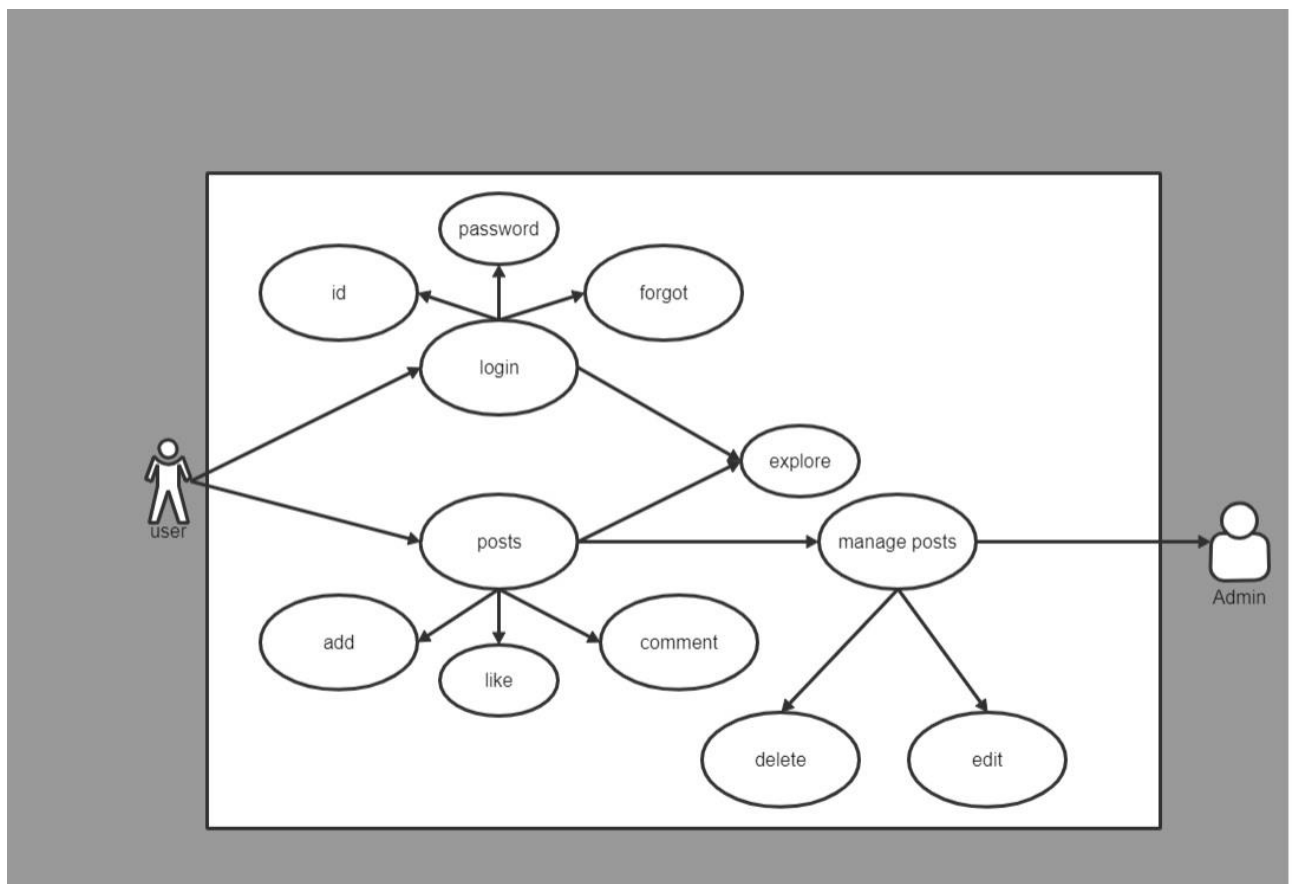 password
id
forgot
login
explore
user
posts
manage posts
Admin
add
comment
like
delete
edit